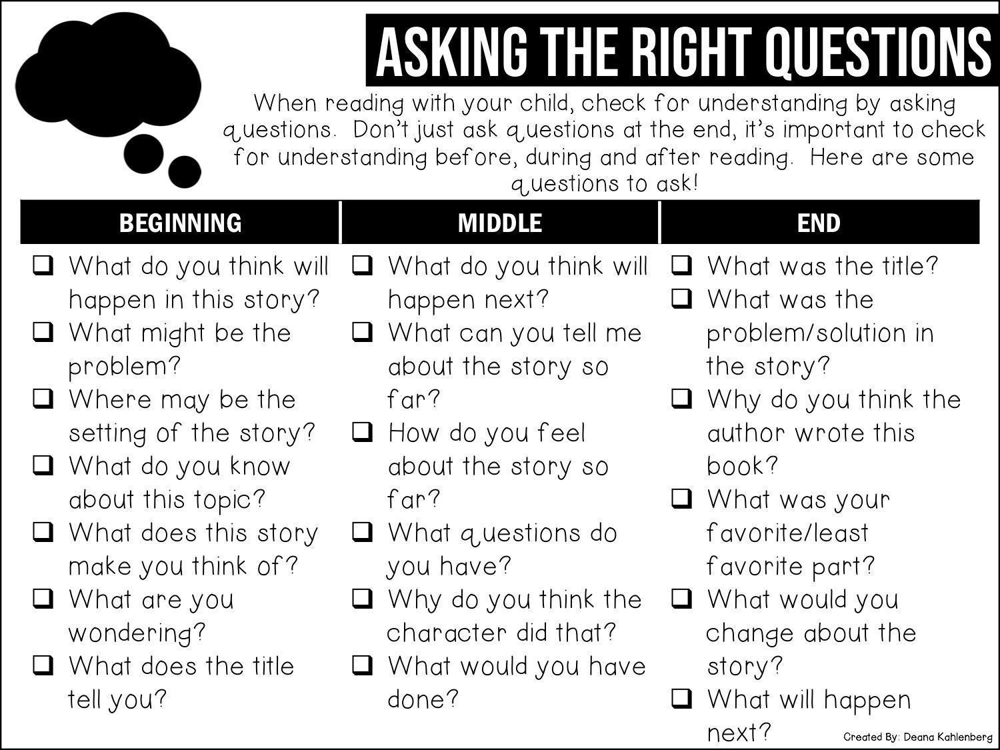 ASKING THE RIGHT QUESTIONS
When reading with your child, check for understanding by asking
questions.  Don't just ask questions at the end, it's important to check
for understanding before, during and after reading.  Here are some
questions to ask!
BEGINNING
What do you think will
happen in this story?
What might be the
problem?
Where may be the
setting of the story?
What do you know
about this topic?
What does this story
make you think of?
What are you
wondering?
What does the title
tell you?
MIDDLE
What do you think will
happen next?
What can you tell me
about the story so
far?
How do you feel
about the story so
far?
What questions do
you have?
Why do you think the
character did that?
What would you have
done?
END
What was the title?
What was the
problem/solution in
the story?
Why do you think the
author wrote this
book?
What was your
favorite/least
favorite part?
What would you
change about the
story?
What will happen
next?
Created By: Deana Kahlenberg